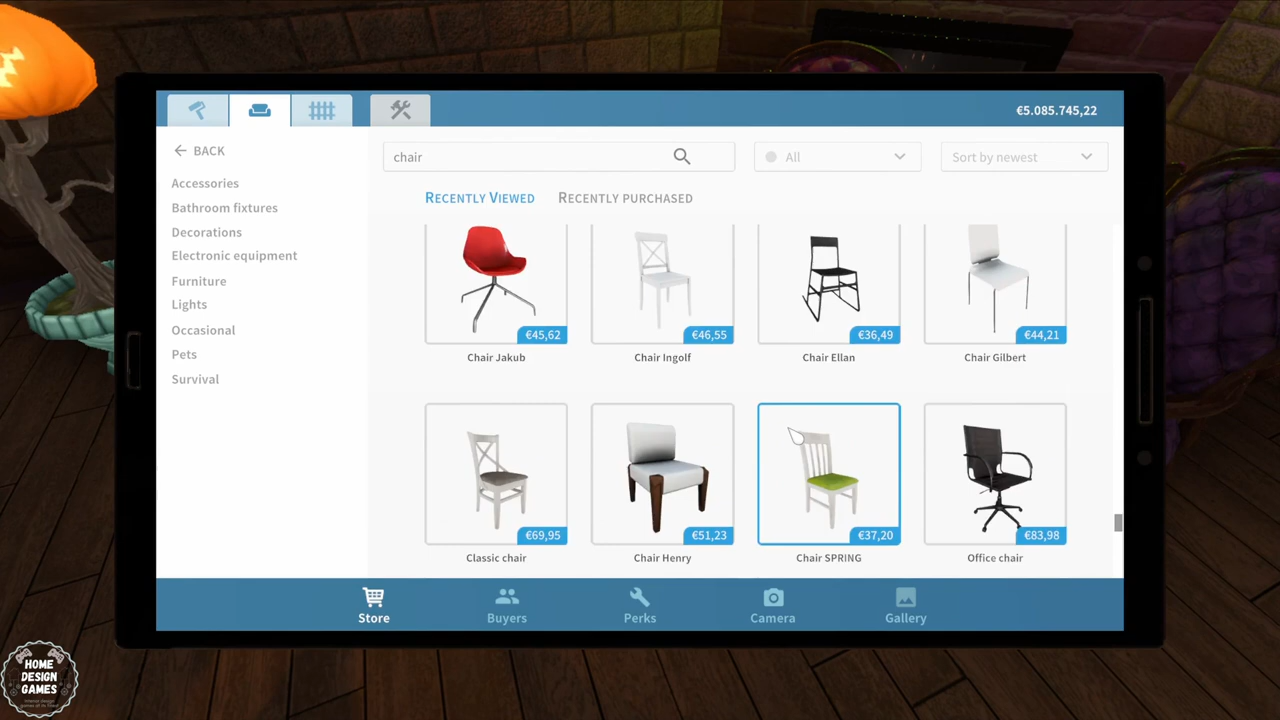 €5.085.745,22
BACK
chair
All
Sort by newest
Accessories
Bathroom fixtures
Decorations
Electronic equipment
Furniture
Lights
Occasional
Pets
Survival
RECENTLY VIEWED
RECENTLY PURCHASED
€45,62
€46,55
€36,49
€44,21
Chair Jakub
Chair Ingolf
Chair Ellan
Chair Gilbert
€69,95
€51,23
€37,20
€83,98
Classic chair
Chair Henry
Chair SPRING
Office chair
Store
Buyers
Perks
Camera
Gallery
HOME
DESIGN
GAMES